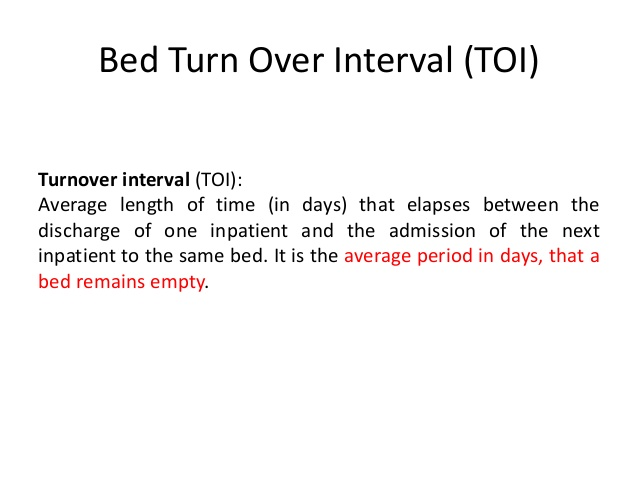 Bed Turn Over Interval (TOI)
Turnover interval (TOI):
Average length of time (in days) that elapses between the
discharge of one inpatient and the admission of the next
inpatient to the same bed. It is the average period in days, that a
bed remains empty.